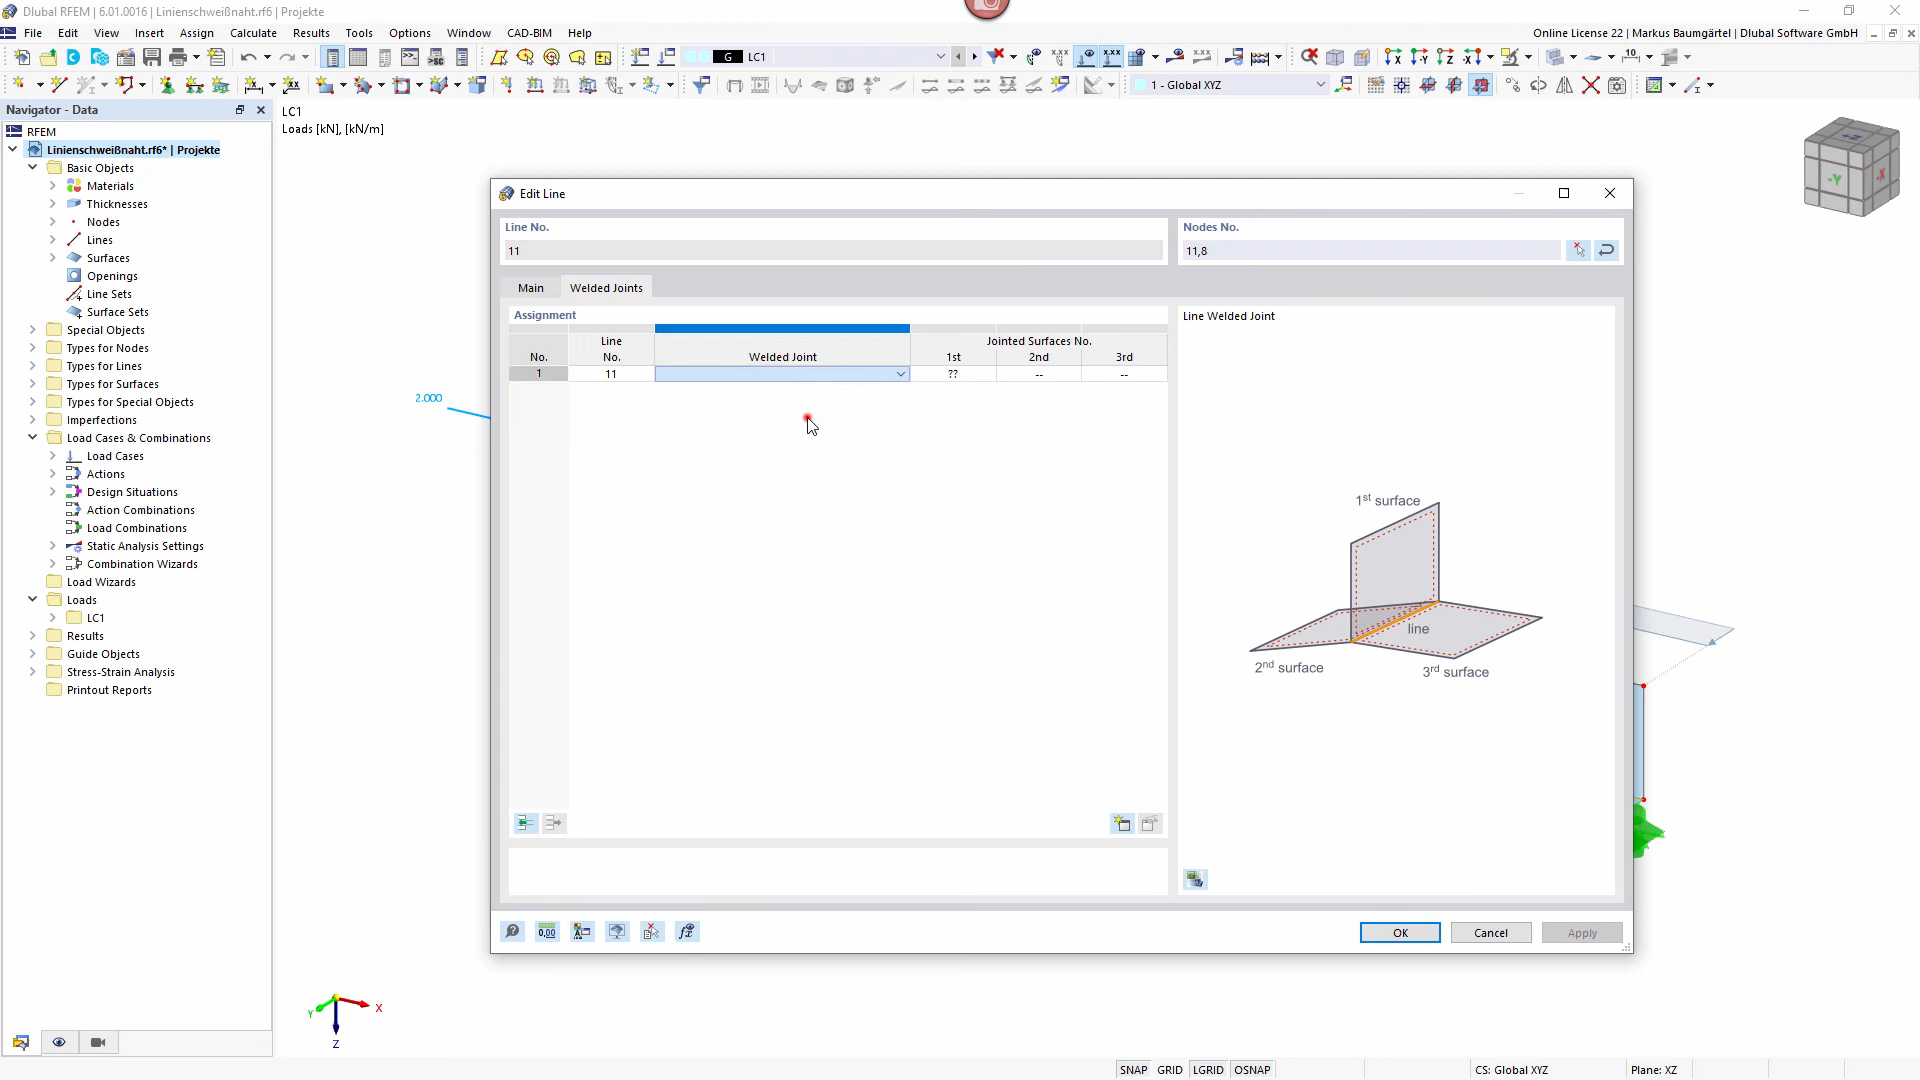 Dlubal RFEM | 6.01.0016 | Linienschweißnaht.rf6* | Projekte
File Edit View Insert Assign Calculate Results Tools Options Window CAD-BIM Help
Online License 22 | Markus Baumgärtel | Dlubal Software GmbH
G LC1
1 - Global XYZ
Navigator - Data
RFEM
Linienschweißnaht.rf6* | Projekte
Basic Objects
Materials
Thicknesses
Nodes
Lines
Surfaces
Openings
Line Sets
Surface Sets
Special Objects
Types for Nodes
Types for Lines
Types for Surfaces
Types for Special Objects
Imperfections
Load Cases & Combinations
Load Cases
Actions
Design Situations
Action Combinations
Load Combinations
Static Analysis Settings
Combination Wizards
Load Wizards
Loads
LC1
Results
Guide Objects
Stress-Strain Analysis
Printout Reports
LC1
Loads [kN], [kN/m]
2.000
-Y -X +Z
Edit Line
Line No.
11
Nodes No.
11,8
Main
Welded Joints
Assignment
Line Jointed Surfaces No.
No. No. Welded Joint 1st 2nd 3rd
1 11 ?? -- --
Line Welded Joint
1st surface
line
2nd surface
3rd surface
OK Cancel Apply
X
Y
Z
SNAP GRID LGRID OSNAP
CS: Global XYZ
Plane: XZ